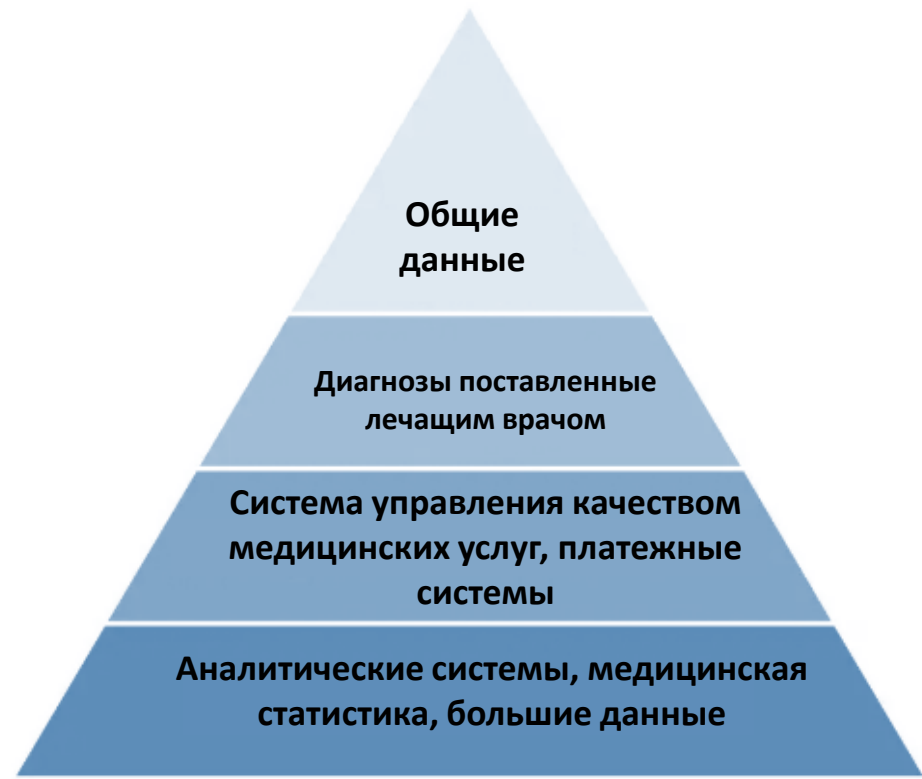 Общие
данные
Диагнозы поставленные
лечащим врачом
Система управления качеством
медицинских услуг, платежные
системы
Аналитические системы, медицинская
статистика, большие данные